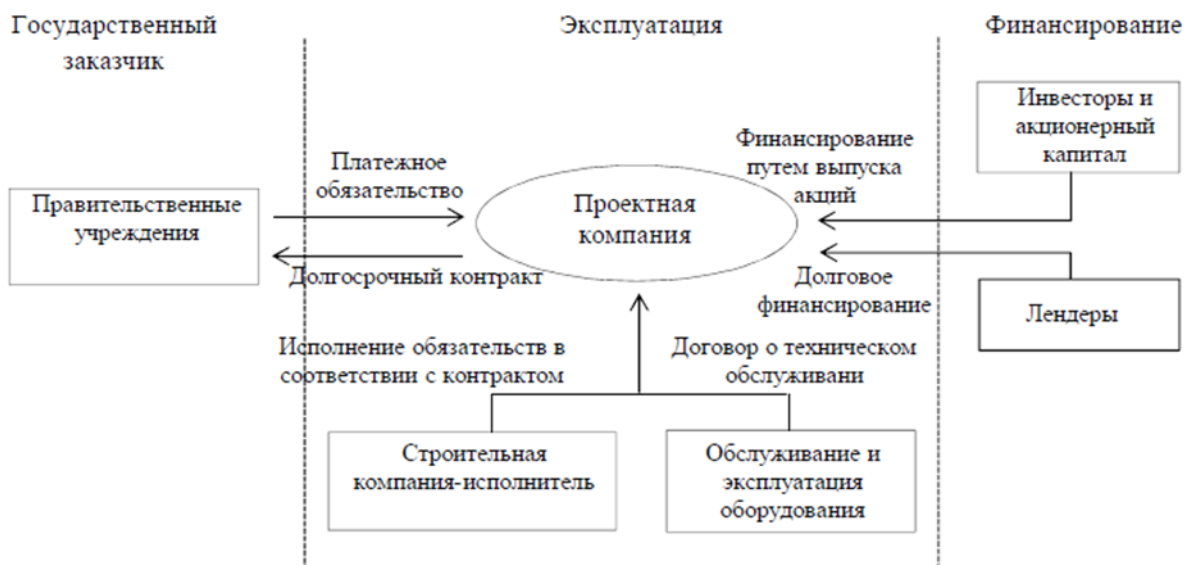 Государственный
заказчик
Эксплуатация
Финансирование
Инвесторы и
акционерный
капитал
Финансирование
путем выпуска
акций
Платежное
обязательство
Правительственные
учреждения
Проектная
компания
Долгосрочный контракт
Долговое
финансирование
Лендеры
Исполнение обязательств в
соответствии с контрактом
Договор о техническом
обслуживани
Строительная
компания-исполнитель
Обслуживание и
эксплуатация
оборудования